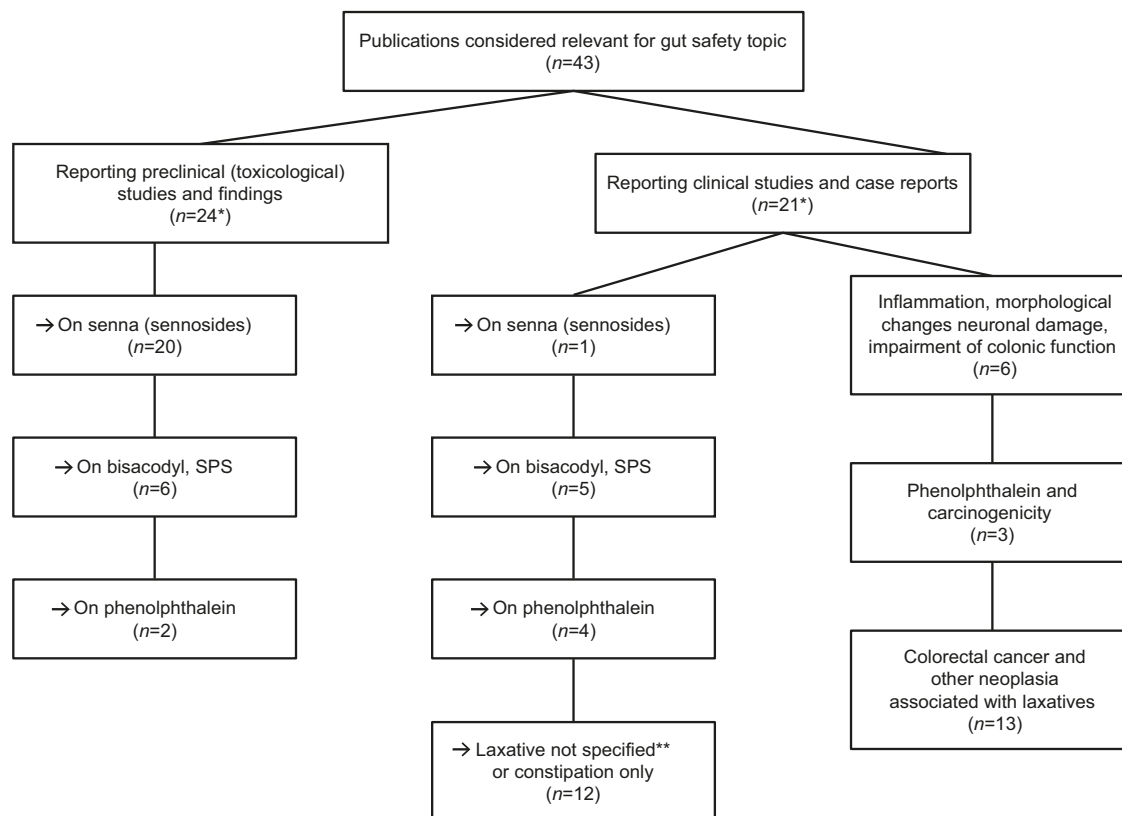 Publications considered relevant for gut safety topic
(n=43)
Reporting preclinical (toxicological)
studies and findings
(n=24*)
Reporting clinical studies and case reports
(n=21*)
→ On senna (sennosides)
(n=20)
→ On bisacodyl, SPS
(n=6)
→ On phenolphthalein
(n=2)
→ On senna (sennosides)
(n=1)
→ On bisacodyl, SPS
(n=5)
→ On phenolphthalein
(n=4)
→ Laxative not specified**
or constipation only
(n=12)
Inflammation, morphological
changes neuronal damage,
impairment of colonic function
(n=6)
Phenolphthalein and
carcinogenicity
(n=3)
Colorectal cancer and
other neoplasia
associated with laxatives
(n=13)